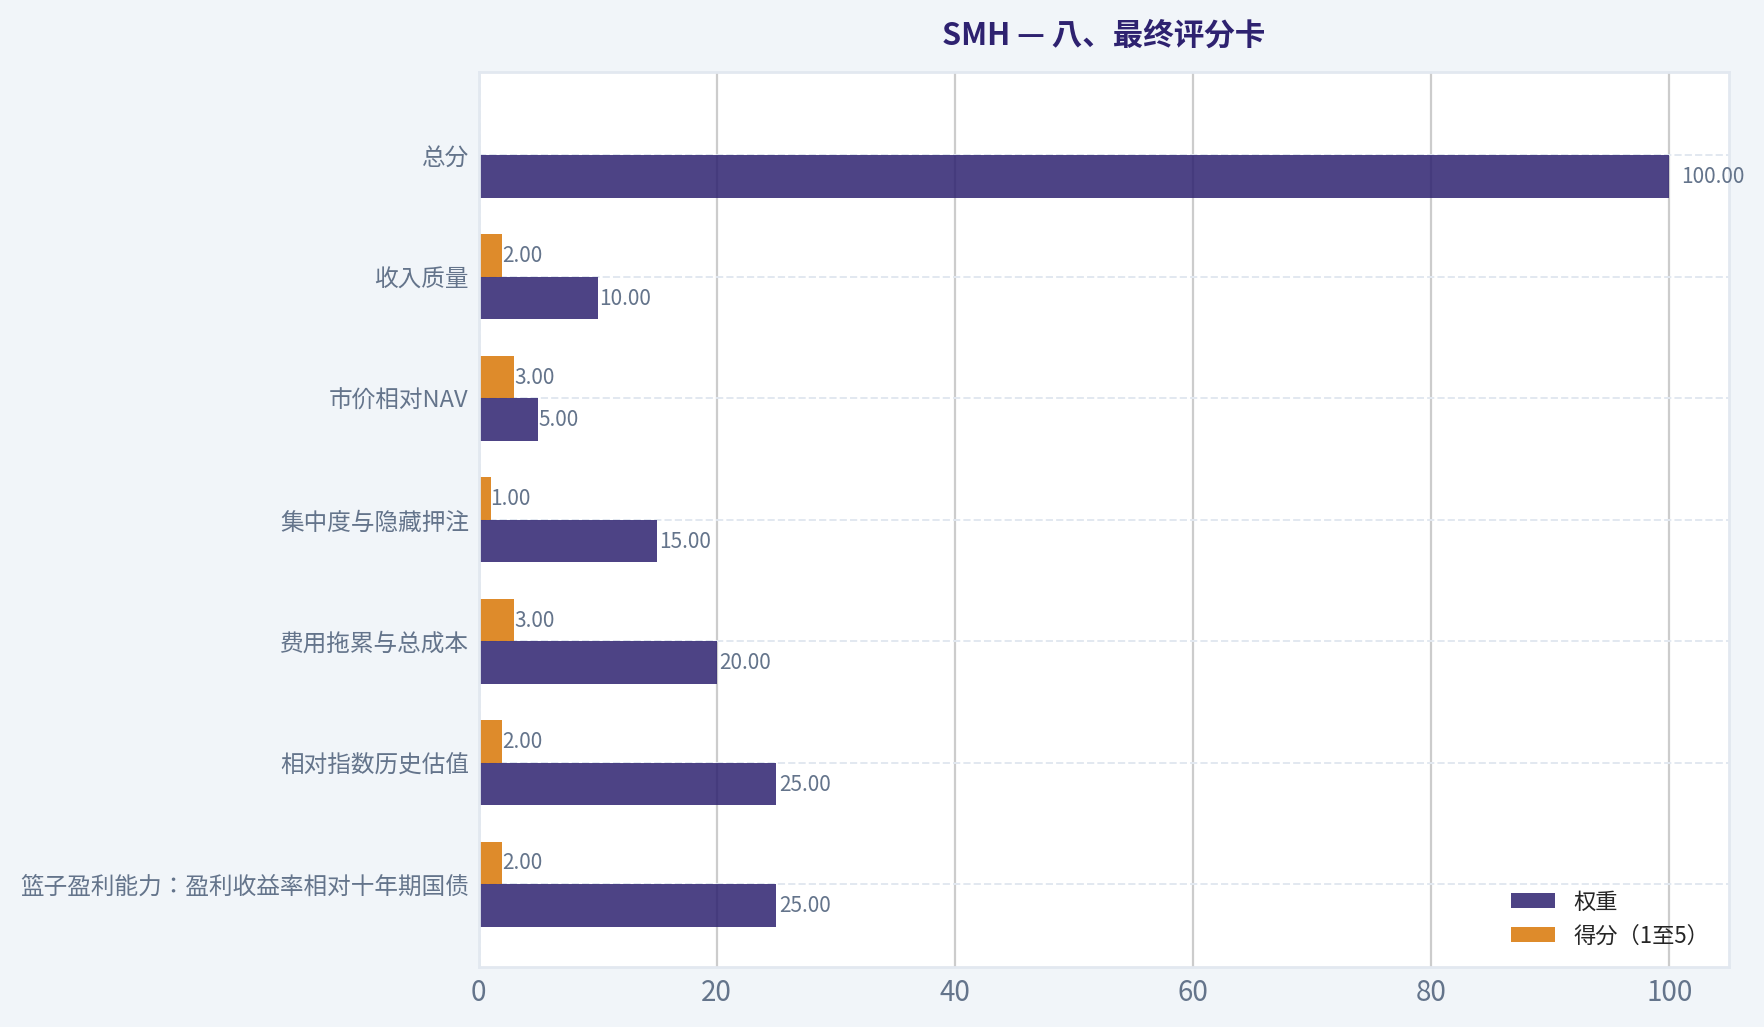 SMH — 八、最终评分卡
总分
100.00
收入质量
2.00
10.00
市价相对NAV
3.00
5.00
集中度与隐藏押注
1.00
15.00
费用拖累与总成本
3.00
20.00
相对指数历史估值
2.00
25.00
篮子盈利能力：盈利收益率相对十年期国债
2.00
25.00
权重
得分（1至5）
0 20 40 60 80 100